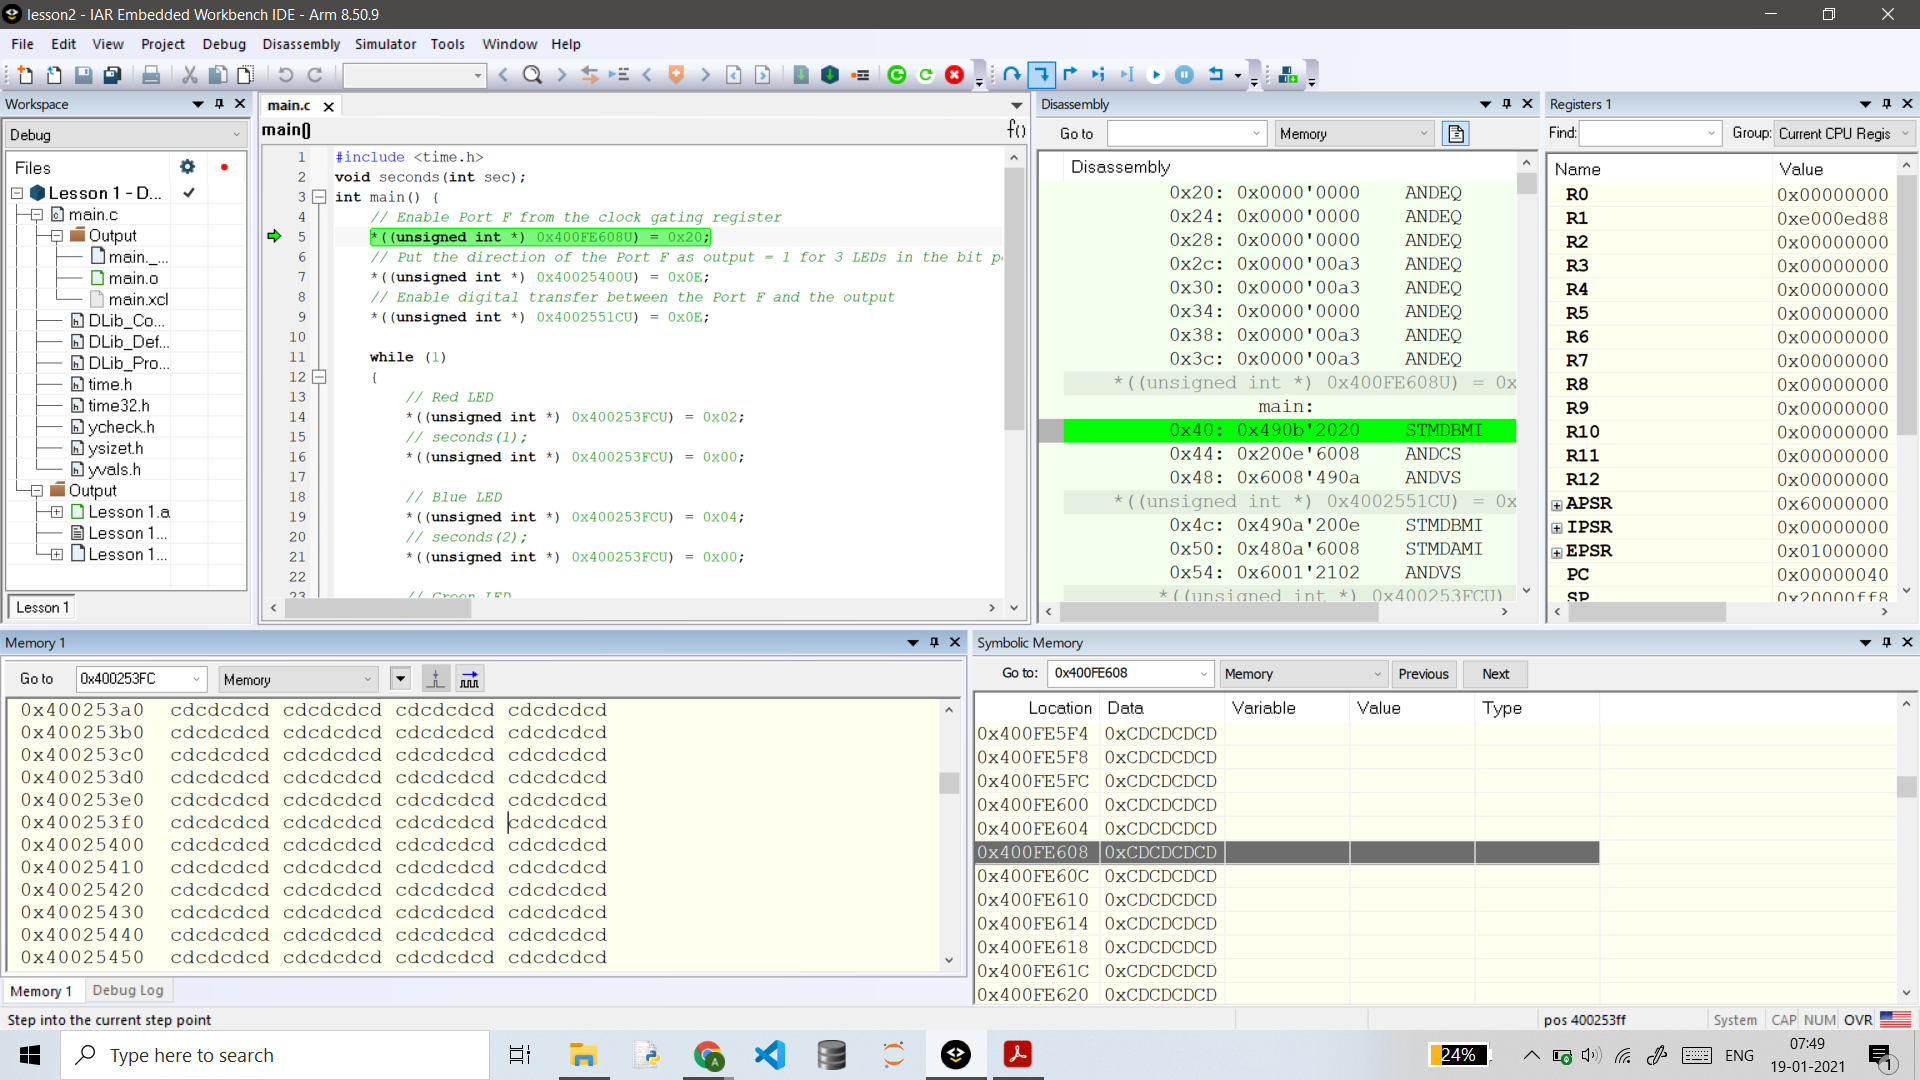 lesson2 - IAR Embedded Workbench IDE - Arm 8.50.9
File Edit View Project Debug Disassembly Simulator Tools Window Help
Workspace
Debug
Files
Lesson 1 - D...
main.c
Output
main._...
main.o
main.xcl
DLib_Co...
DLib_Def...
DLib_Pro...
time.h
time32.h
ycheck.h
ysizet.h
yvals.h
Output
Lesson 1.a
Lesson 1...
Lesson 1...
Lesson 1
main.c
main()
f()
1 #include <time.h>
2 void seconds(int sec);
3 int main() {
4 // Enable Port F from the clock gating register
5 *((unsigned int *) 0x400FE608U) = 0x20;
6 // Put the direction of the Port F as output = 1 for 3 LEDs in the bit p
7 *((unsigned int *) 0x40025400U) = 0x0E;
8 // Enable digital transfer between the Port F and the output
9 *((unsigned int *) 0x4002551CU) = 0x0E;
10
11 while (1)
12 {
13 // Red LED
14 *((unsigned int *) 0x400253FCU) = 0x02;
15 // seconds(1);
16 *((unsigned int *) 0x400253FCU) = 0x00;
17
18 // Blue LED
19 *((unsigned int *) 0x400253FCU) = 0x04;
20 // seconds(2);
21 *((unsigned int *) 0x400253FCU) = 0x00;
22
23 // Green LED
Disassembly
Go to Memory
Disassembly
0x20: 0x0000'0000 ANDEQ
0x24: 0x0000'0000 ANDEQ
0x28: 0x0000'0000 ANDEQ
0x2c: 0x0000'00a3 ANDEQ
0x30: 0x0000'00a3 ANDEQ
0x34: 0x0000'0000 ANDEQ
0x38: 0x0000'00a3 ANDEQ
0x3c: 0x0000'00a3 ANDEQ
*((unsigned int *) 0x400FE608U) = 0x
main:
0x40: 0x490b'2020 STMDBMI
0x44: 0x200e'6008 ANDCS
0x48: 0x6008'490a ANDVS
*((unsigned int *) 0x4002551CU) = 0x
0x4c: 0x490a'200e STMDBMI
0x50: 0x480a'6008 STMDAMI
0x54: 0x6001'2102 ANDVS
*((unsigned int *) 0x400253FCU)
Registers 1
Find: Group: Current CPU Regis
Name Value
R0 0x00000000
R1 0xe000ed88
R2 0x00000000
R3 0x00000000
R4 0x00000000
R5 0x00000000
R6 0x00000000
R7 0x00000000
R8 0x00000000
R9 0x00000000
R10 0x00000000
R11 0x00000000
R12 0x00000000
APSR 0x60000000
IPSR 0x00000000
EPSR 0x01000000
PC 0x00000040
SP 0x20000ff8
Memory 1
Go to 0x400253FC Memory
0x400253a0 cdcdcdcd cdcdcdcd cdcdcdcd cdcdcdcd
0x400253b0 cdcdcdcd cdcdcdcd cdcdcdcd cdcdcdcd
0x400253c0 cdcdcdcd cdcdcdcd cdcdcdcd cdcdcdcd
0x400253d0 cdcdcdcd cdcdcdcd cdcdcdcd cdcdcdcd
0x400253e0 cdcdcdcd cdcdcdcd cdcdcdcd cdcdcdcd
0x400253f0 cdcdcdcd cdcdcdcd cdcdcdcd cdcdcdcd
0x40025400 cdcdcdcd cdcdcdcd cdcdcdcd cdcdcdcd
0x40025410 cdcdcdcd cdcdcdcd cdcdcdcd cdcdcdcd
0x40025420 cdcdcdcd cdcdcdcd cdcdcdcd cdcdcdcd
0x40025430 cdcdcdcd cdcdcdcd cdcdcdcd cdcdcdcd
0x40025440 cdcdcdcd cdcdcdcd cdcdcdcd cdcdcdcd
0x40025450 cdcdcdcd cdcdcdcd cdcdcdcd cdcdcdcd
Memory 1 Debug Log
Symbolic Memory
Go to: 0x400FE608 Memory Previous Next
Location Data Variable Value Type
0x400FE5F4 0xCDCDCDCD
0x400FE5F8 0xCDCDCDCD
0x400FE5FC 0xCDCDCDCD
0x400FE600 0xCDCDCDCD
0x400FE604 0xCDCDCDCD
0x400FE608 0xCDCDCDCD
0x400FE60C 0xCDCDCDCD
0x400FE610 0xCDCDCDCD
0x400FE614 0xCDCDCDCD
0x400FE618 0xCDCDCDCD
0x400FE61C 0xCDCDCDCD
0x400FE620 0xCDCDCDCD
Step into the current step point
pos 400253ff System CAP NUM OVR
Type here to search
24%
ENG
07:49
19-01-2021
1